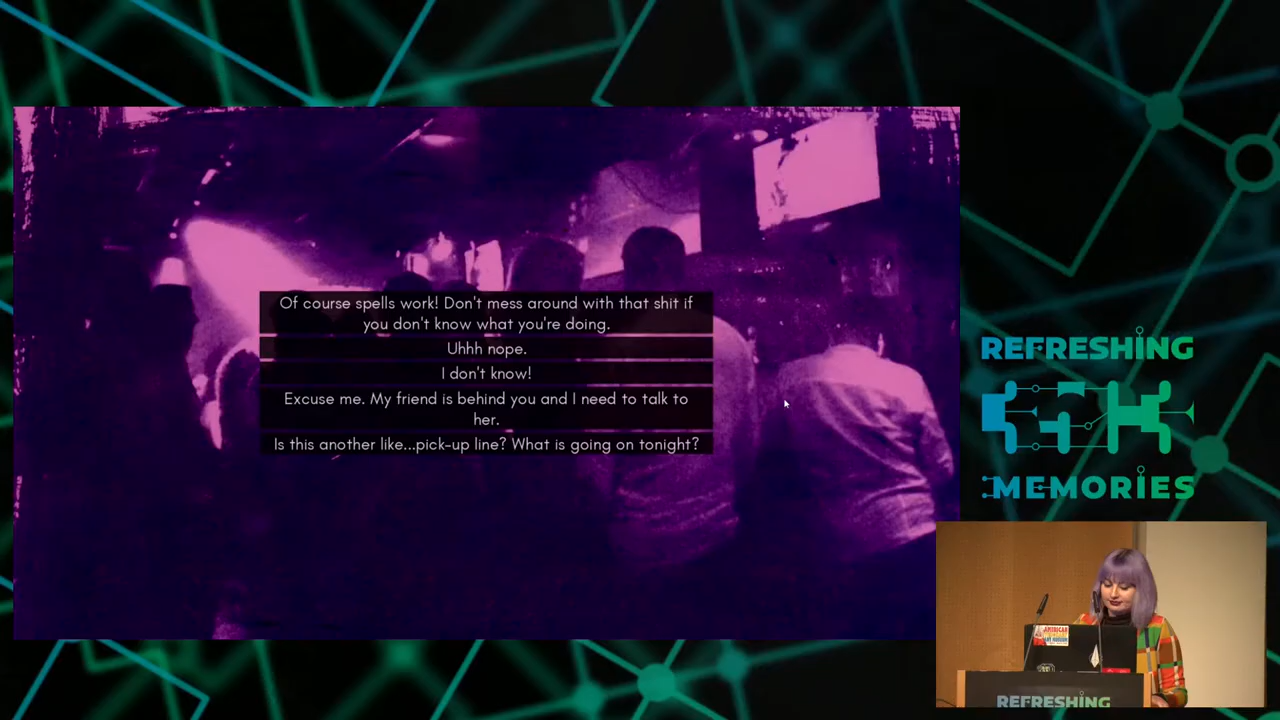 Of course spells work! Don't mess around with that shit if
you don't know what you're doing.
Uhhh nope.
I don't know!
Excuse me. My friend is behind you and I need to talk to
her.
Is this another like...pick-up line? What is going on tonight?
REFRESHING
MEMORIES
AMERICAN
REFRESHING